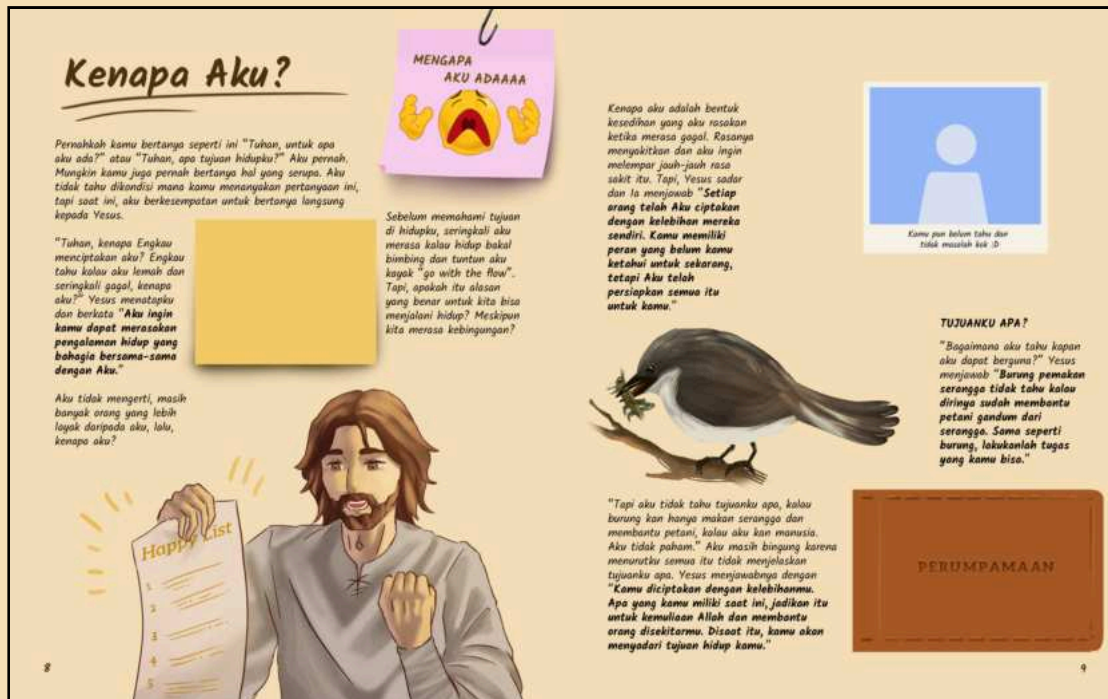 Kenapa Aku?
MENGAPA
AKU ADAAAA
Pernahkah kamu bertanya seperti ini "Tuhan, untuk apa
aku ada?" atau "Tuhan, apa tujuan hidupku?" Aku pernah.
Mungkin kamu juga pernah bertanya hal yang serupa. Aku
tidak tahu dikondisi mana kamu menanyakan pertanyaan ini,
tapi saat ini, aku berkesempatan untuk bertanya langsung
kepada Yesus.
"Tuhan, kenapa Engkau
menciptakan aku? Engkau
tahu kalau aku lemah dan
seringkali gagal, kenapa
aku?" Yesus menatapku
dan berkata "Aku ingin
kamu dapat merasakan
pengalaman hidup yang
bahagia bersama-sama
dengan Aku."
Aku tidak mengerti, masih
banyak orang yang lebih
layak daripada aku, lalu,
kenapa aku?
Sebelum memahami tujuan
di hidupku, seringkali aku
merasa kalau hidup bakal
bimbing dan tuntun aku
kayak "go with the flow".
Tapi, apakah itu alasan
yang benar untuk kita bisa
menjalani hidup? Meskipun
kita merasa kebingungan?
Happy List
1
2
3
4
5
8
Kenapa aku adalah bentuk
kesedihan yang aku rasakan
ketika merasa gagal. Rasanya
menyakitkan dan aku ingin
melempar jauh-jauh rasa
sakit itu. Tapi, Yesus sadar
dan Ia menjawab "Setiap
orang telah Aku ciptakan
dengan kelebihan mereka
sendiri. Kamu memiliki
peran yang belum kamu
ketahui untuk sekarang,
tetapi Aku telah
persiapkan semua itu
untuk kamu."
Kamu pun belum tahu dan
tidak masalah kok :D
TUJUANKU APA?
"Bagaimana aku tahu kapan
aku dapat berguna?" Yesus
menjawab "Burung pemakan
serangga tidak tahu kalau
dirinya sudah membantu
petani gandum dari
serangga. Sama seperti
burung, lakukanlah tugas
yang kamu bisa."
"Tapi aku tidak tahu tujuanku apa, kalau
burung kan hanya makan serangga dan
membantu petani, kalau aku kan manusia.
Aku tidak paham." Aku masih bingung karena
menurutku semua itu tidak menjelaskan
tujuanku apa. Yesus menjawabnya dengan
"Kamu diciptakan dengan kelebihanmu.
Apa yang kamu miliki saat ini, jadikan itu
untuk kemuliaan Allah dan membantu
orang disekitarmu. Disaat itu, kamu akan
menyadari tujuan hidup kamu."
PERUMPAMAAN
9